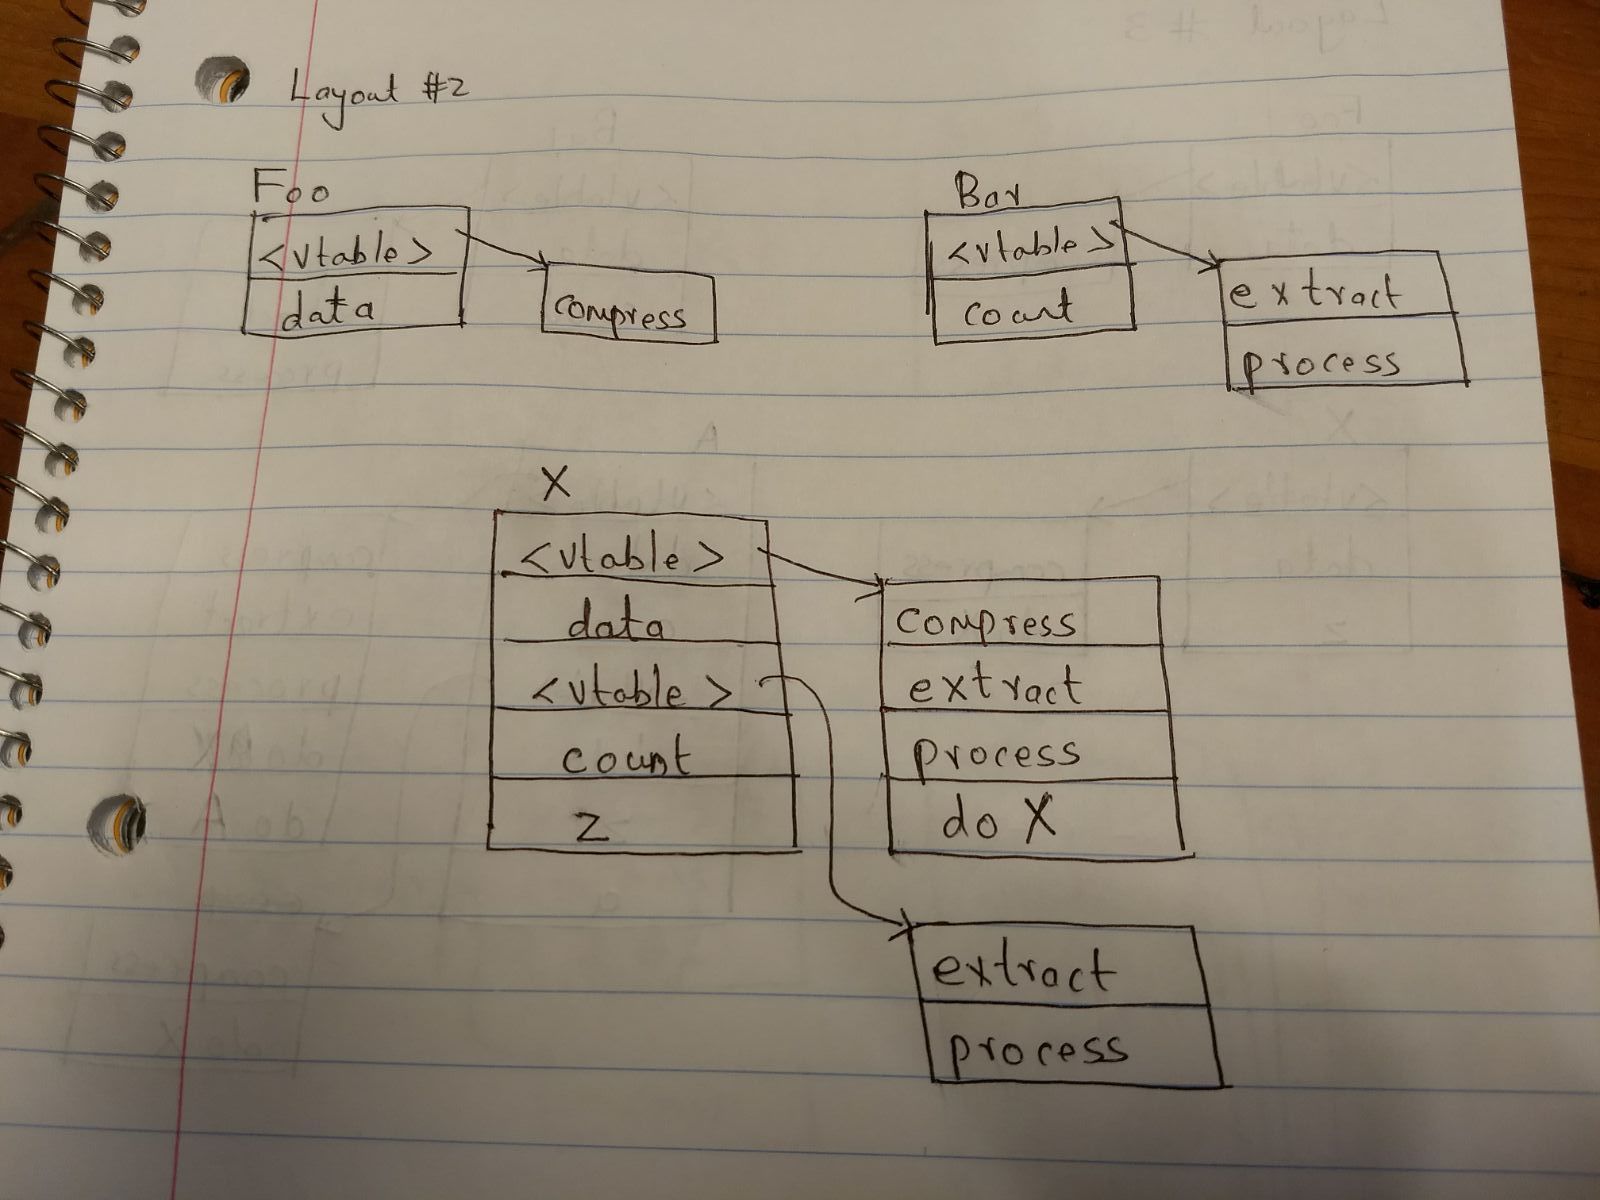 Layout #2
Foo
<vtable>
data
compress
Bar
<vtable>
count
extract
process
X
<vtable>
data
<vtable>
count
z
compress
extract
process
do X
extract
process